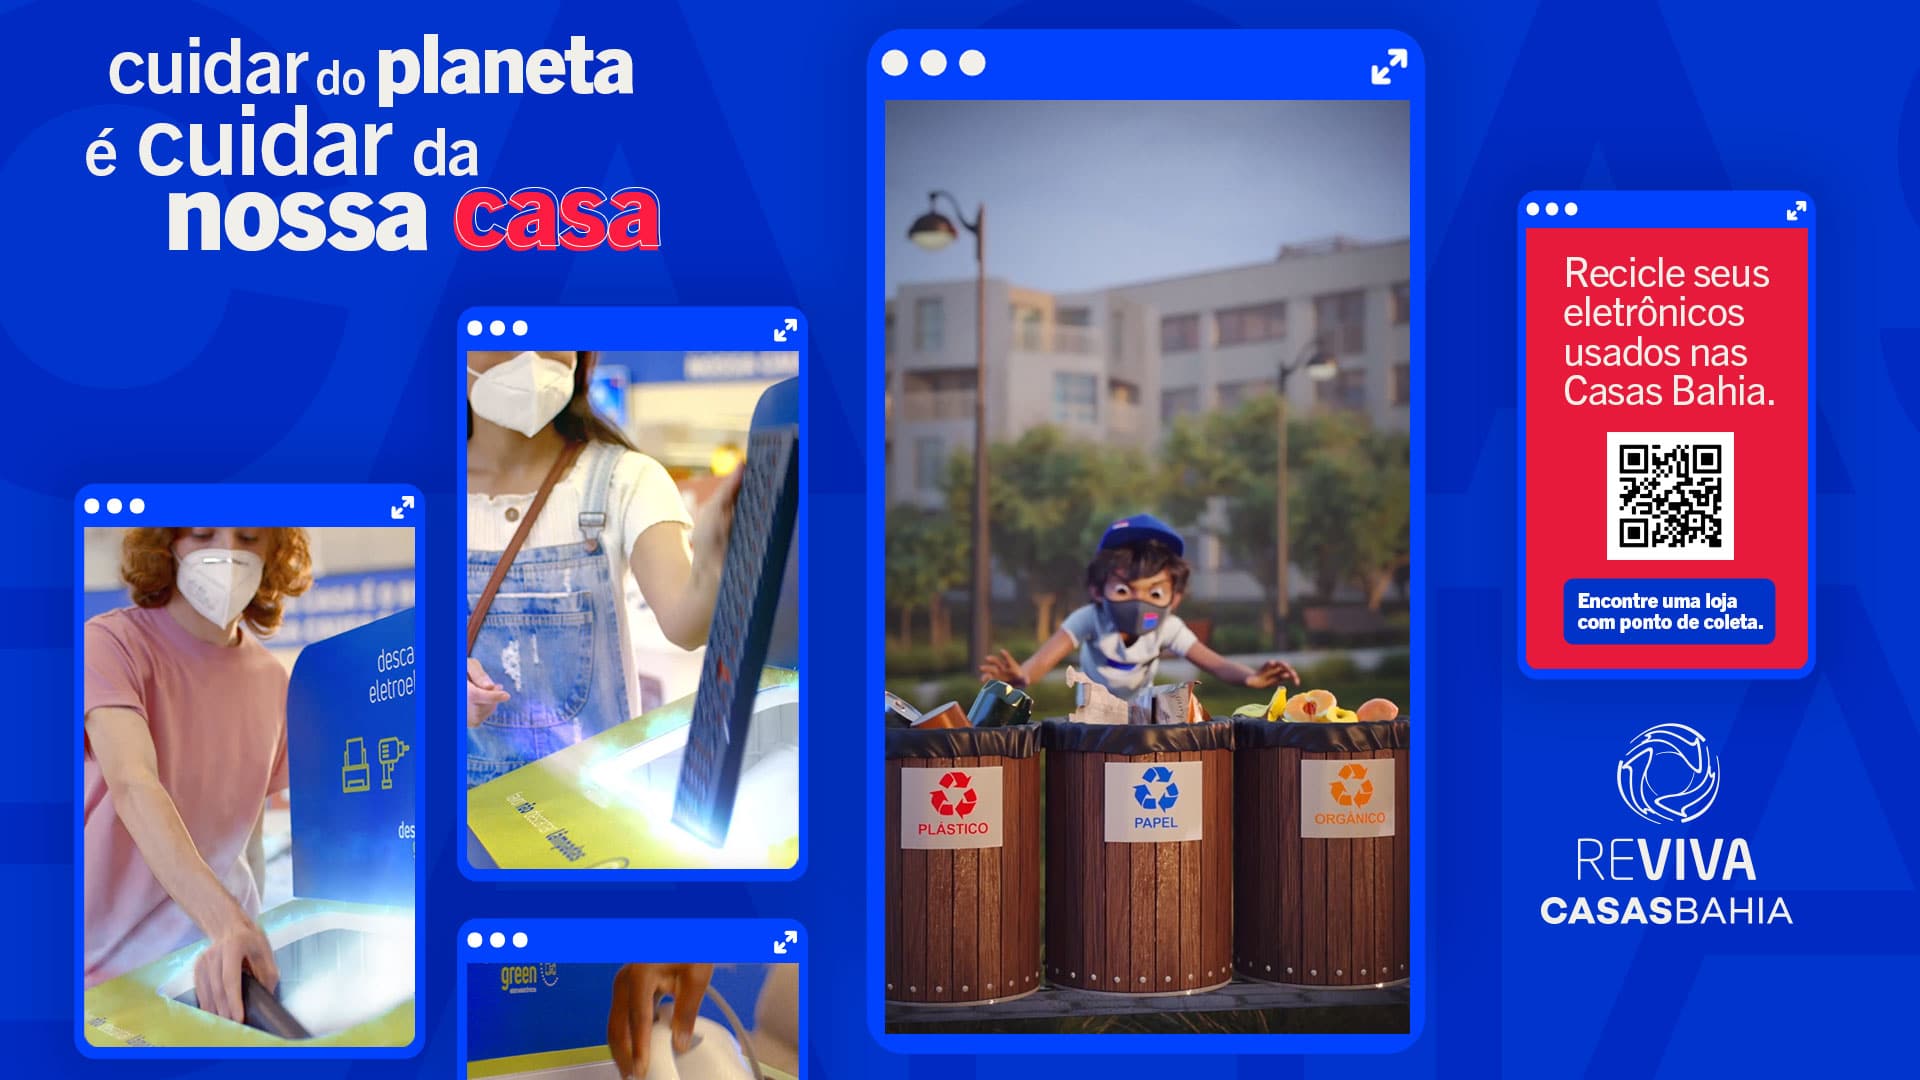 cuidar do planeta
é cuidar da
nossa casa
desca
eletroel
des
green
PLÁSTICO
PAPEL
ORGÂNICO
Recicle seus
eletrônicos
usados nas
Casas Bahia.
Encontre uma loja
com ponto de coleta.
REVIVA
CASASBAHIA